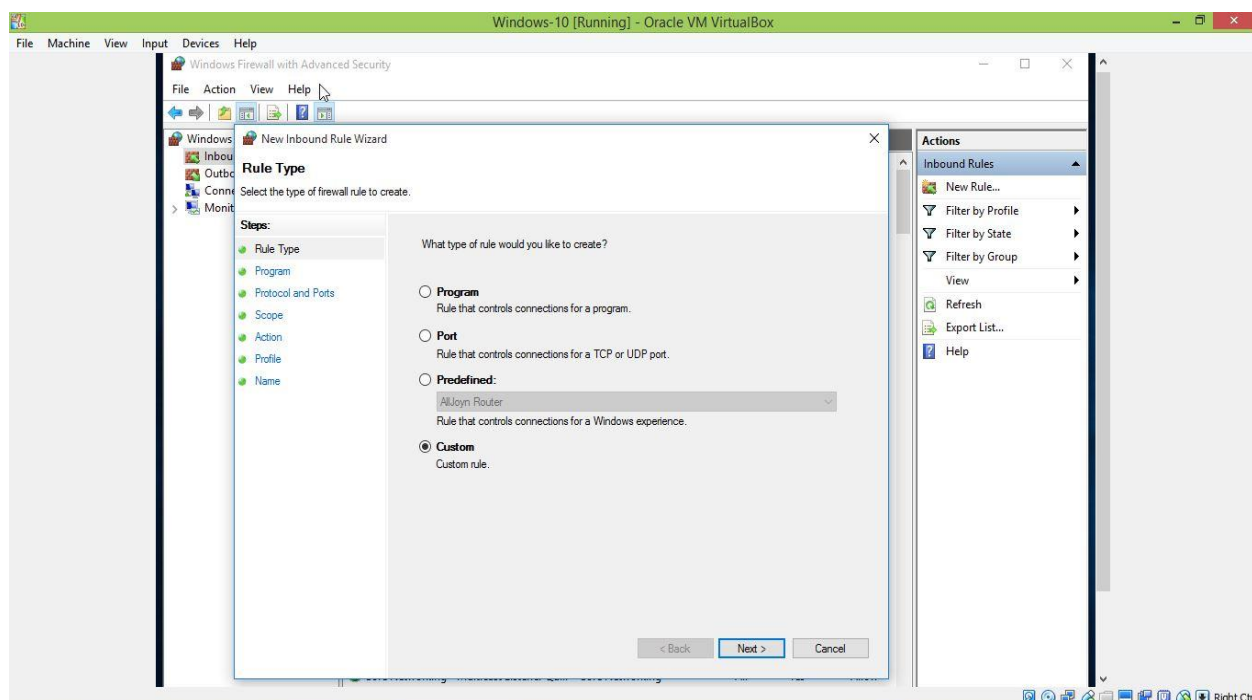 Windows-10 [Running] - Oracle VM VirtualBox
File Machine View Input Devices Help
Windows Firewall with Advanced Security
File Action View Help
Windows
Inbou
Outbo
Conne
Monit
New Inbound Rule Wizard
Rule Type
Select the type of firewall rule to create.
Steps:
Rule Type
Program
Protocol and Ports
Scope
Action
Profile
Name
What type of rule would you like to create?
Program
Rule that controls connections for a program.
Port
Rule that controls connections for a TCP or UDP port.
Predefined:
AllJoyn Router
Rule that controls connections for a Windows experience.
Custom
Custom rule.
< Back Next > Cancel
Actions
Inbound Rules
New Rule...
Filter by Profile
Filter by State
Filter by Group
View
Refresh
Export List...
Help
Right Ct